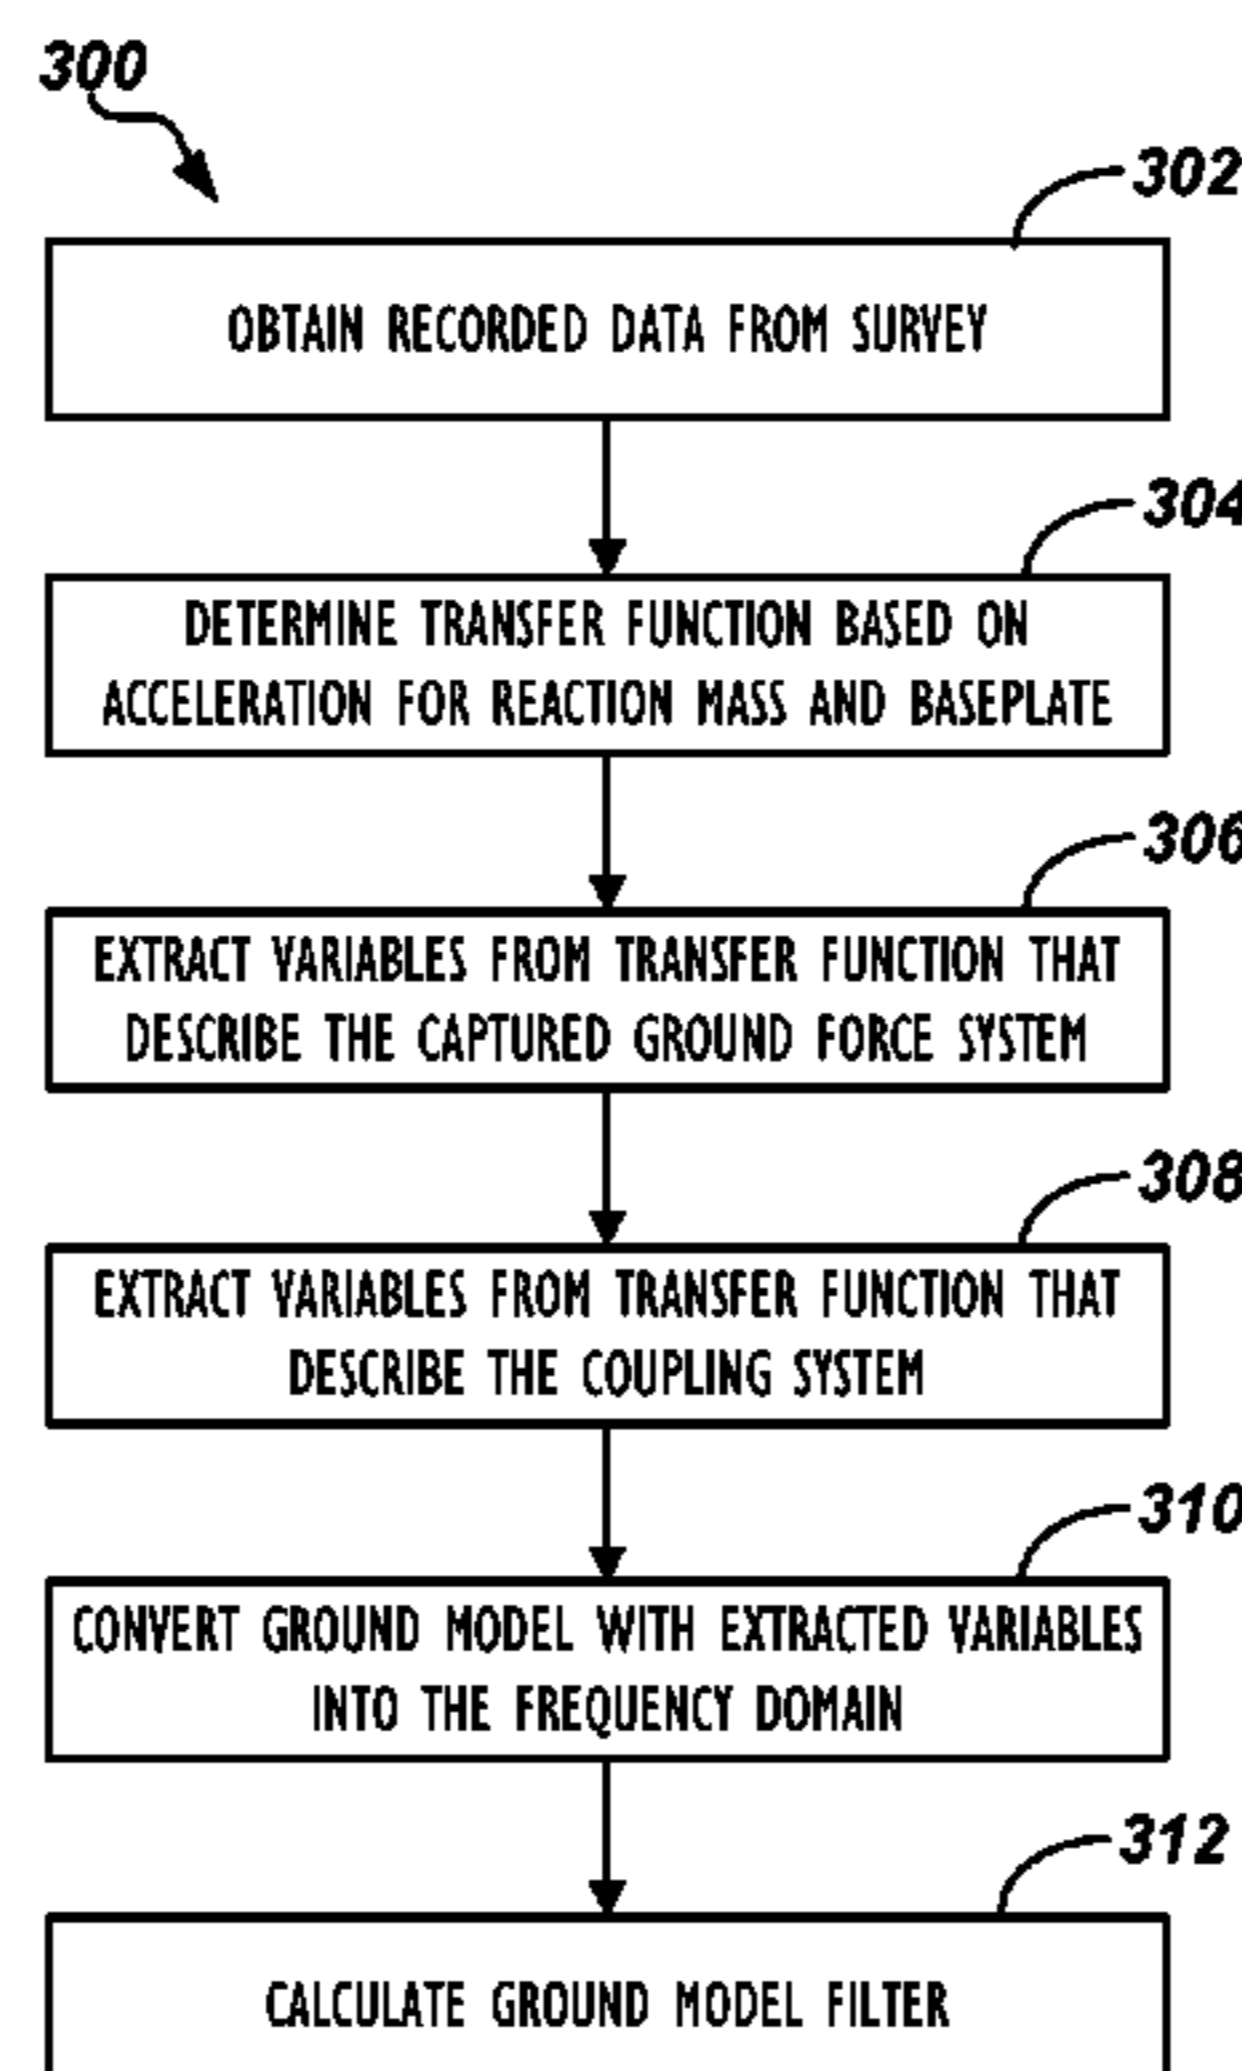 300
302
OBTAIN RECORDED DATA FROM SURVEY
304
DETERMINE TRANSFER FUNCTION BASED ON
ACCELERATION FOR REACTION MASS AND BASEPLATE
306
EXTRACT VARIABLES FROM TRANSFER FUNCTION THAT
DESCRIBE THE CAPTURED GROUND FORCE SYSTEM
308
EXTRACT VARIABLES FROM TRANSFER FUNCTION THAT
DESCRIBE THE COUPLING SYSTEM
310
CONVERT GROUND MODEL WITH EXTRACTED VARIABLES
INTO THE FREQUENCY DOMAIN
312
CALCULATE GROUND MODEL FILTER